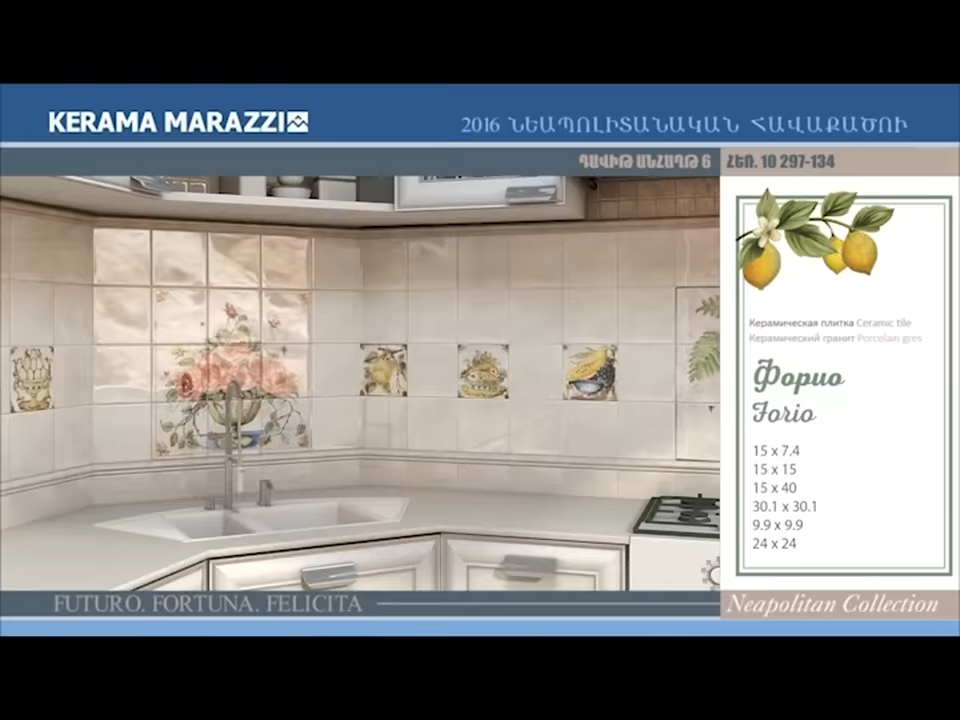 KERAMA MARAZZI
2016 ՆԵԱՊՈԼԻՏԱՆԱԿԱՆ ՀԱՎԱՔԱԾՈՒ
ԴԱՎԻԹ ԱՆՀԱՂԹ 6
ՀԵՌ. 10 297-134
Керамическая плитка Ceramic tile
Керамический гранит Porcelain gres
Форио
Forio
15 x 7.4
15 x 15
15 x 40
30.1 x 30.1
9.9 x 9.9
24 x 24
FUTURO. FORTUNA. FELICITA
Neapolitan Collection